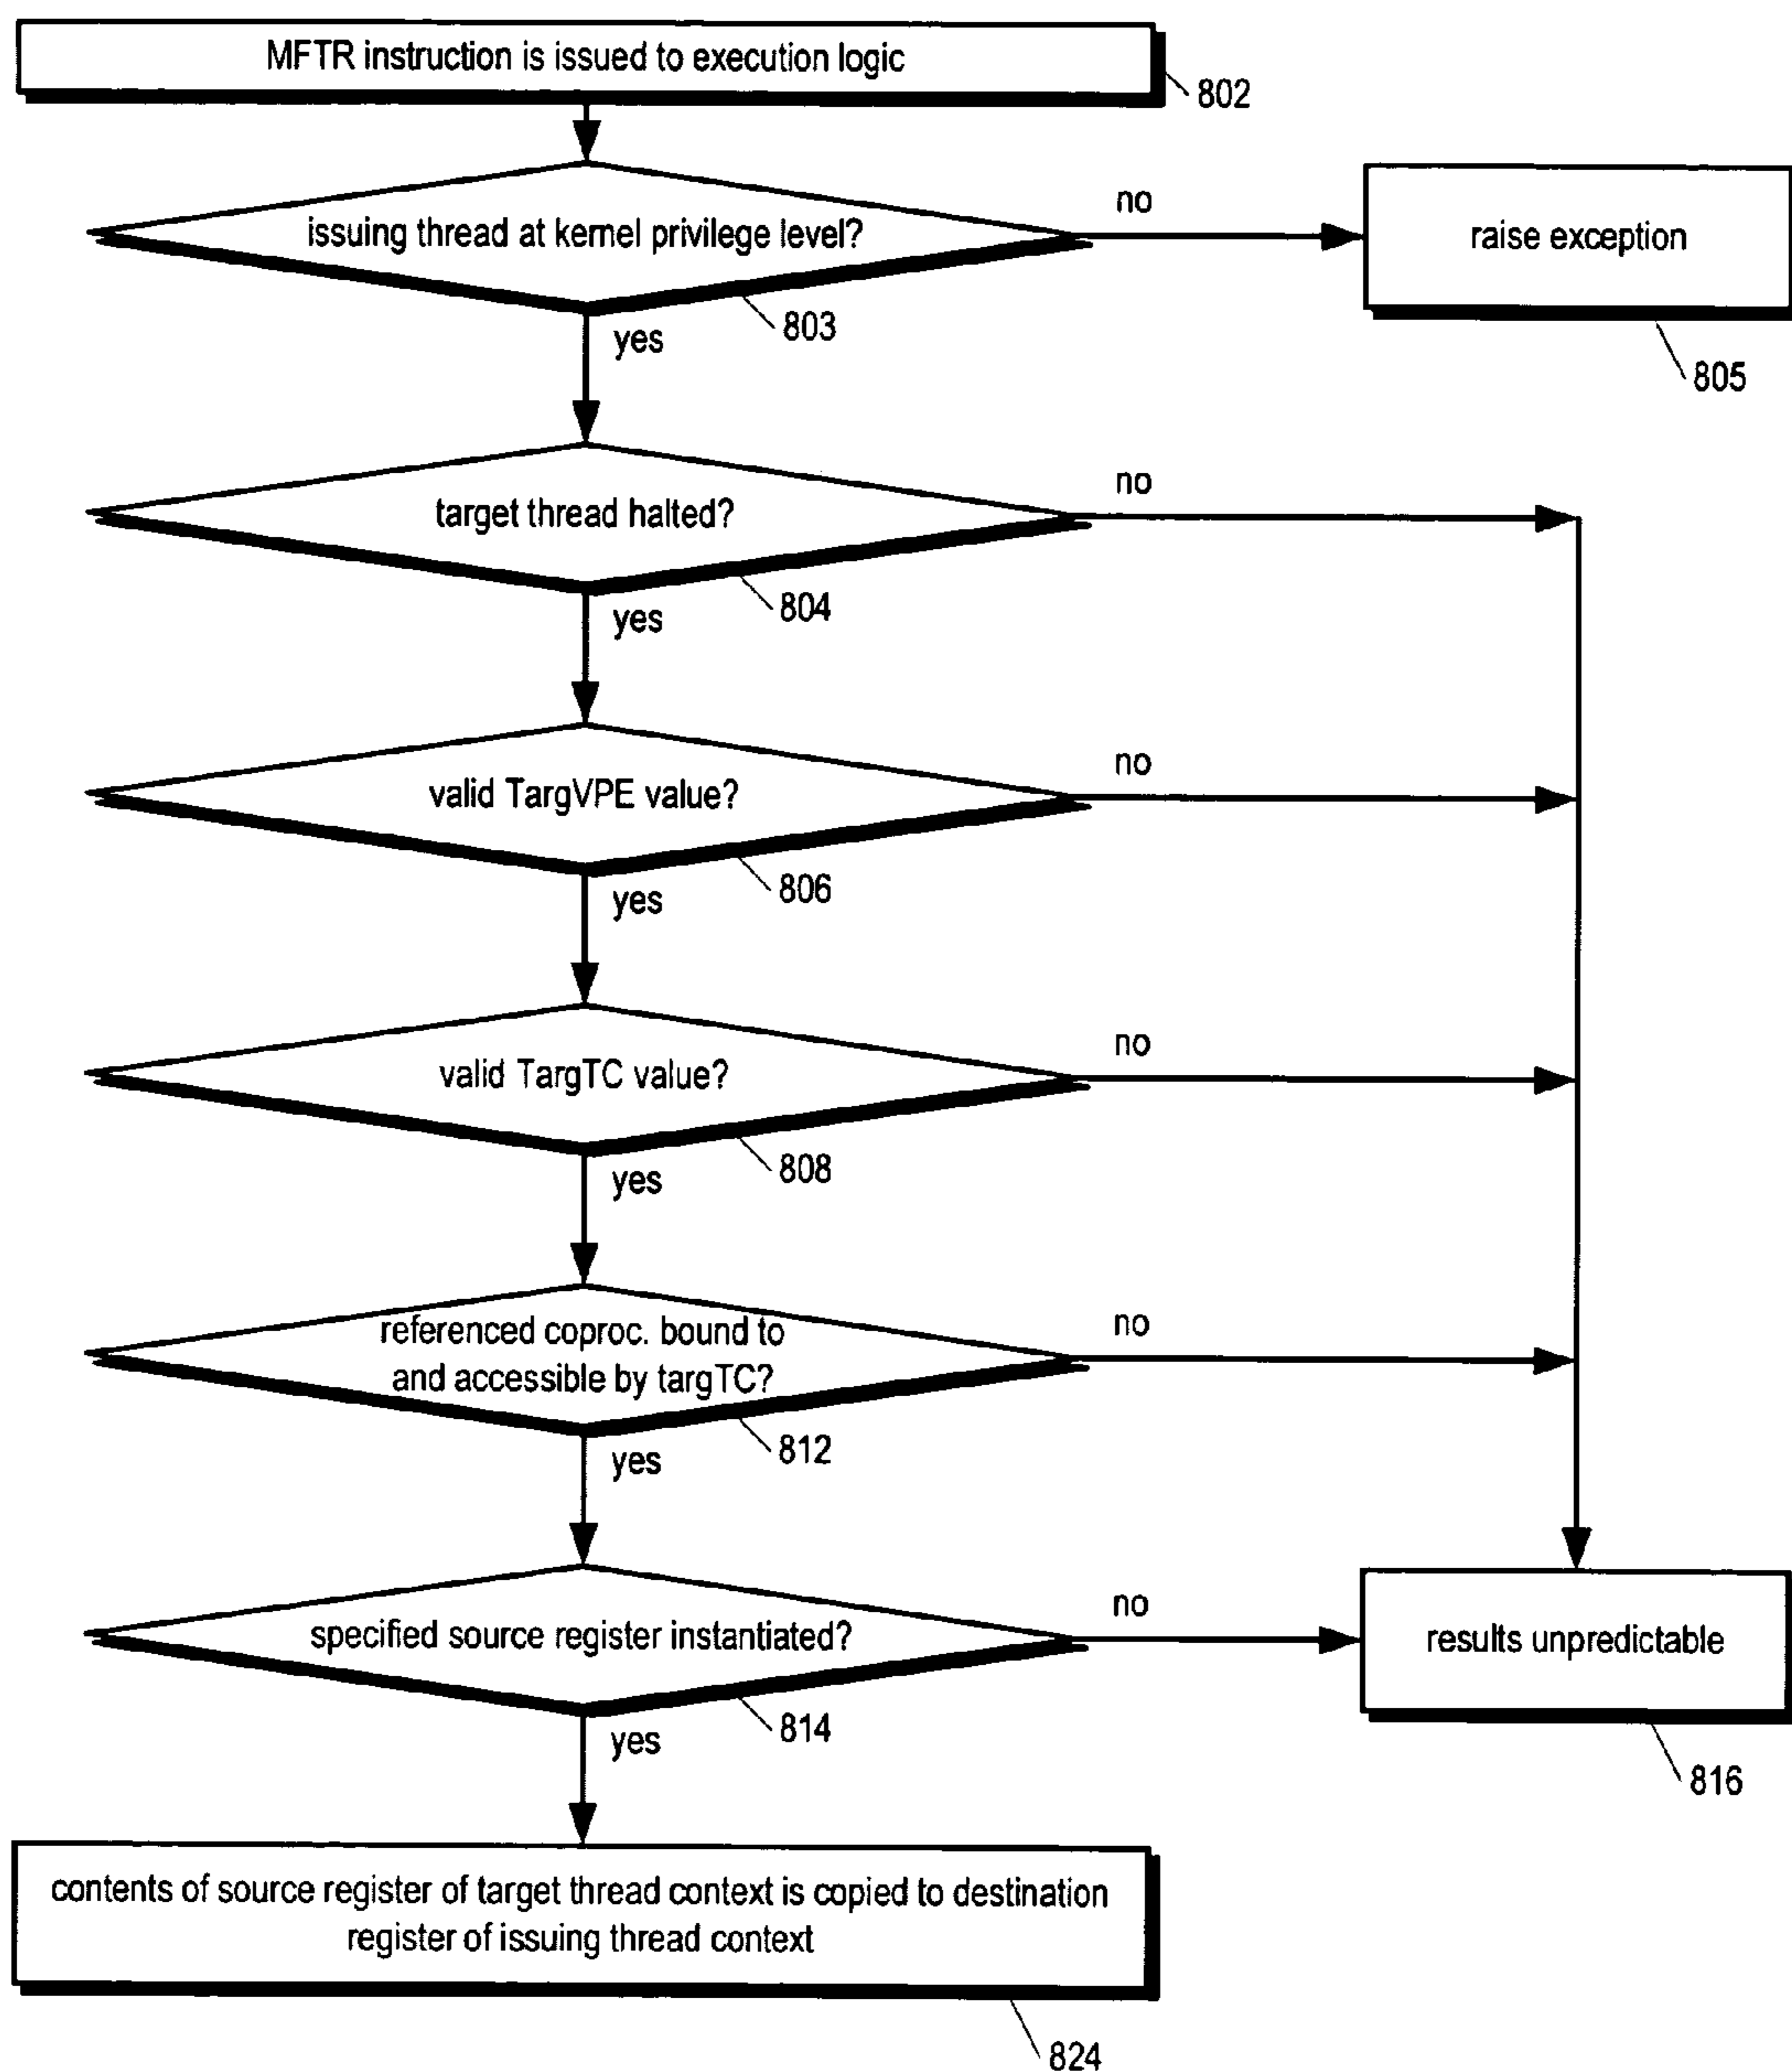 MFTR instruction is issued to execution logic
802
issuing thread at kernel privilege level?
no
raise exception
803
yes
805
target thread halted?
no
804
yes
valid TargVPE value?
no
806
yes
valid TargTC value?
no
808
yes
referenced coproc. bound to
and accessible by targTC?
no
812
yes
specified source register instantiated?
no
results unpredictable
814
yes
816
contents of source register of target thread context is copied to destination
register of issuing thread context
824